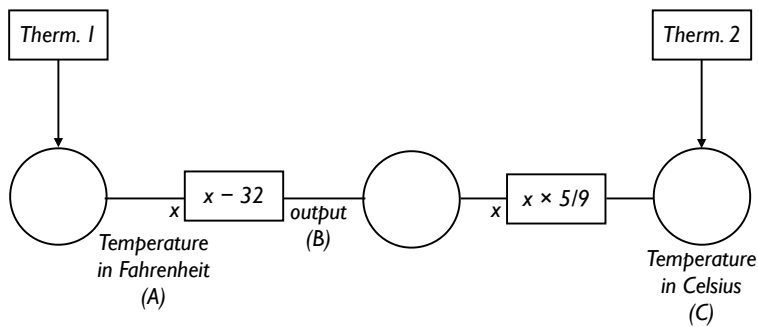 Therm. 1
Therm. 2
x − 32
x × 5/9
x
output
(B)
x
Temperature
in Fahrenheit
(A)
Temperature
in Celsius
(C)